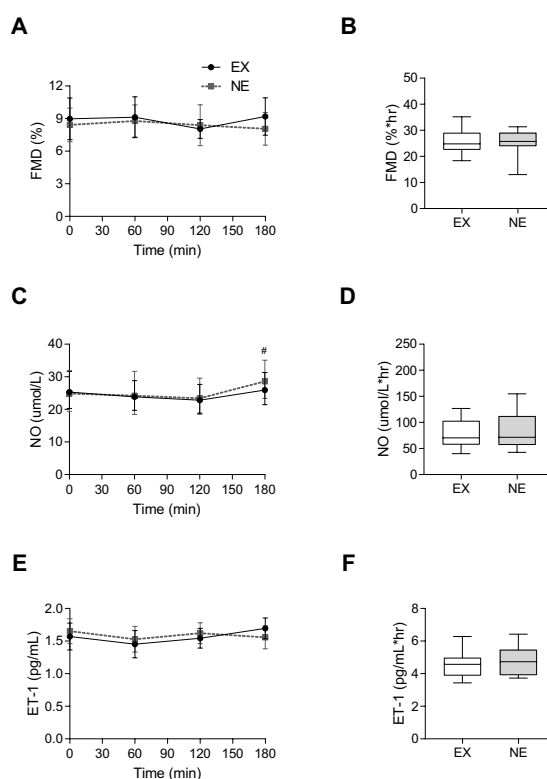 A
EX
NE
12
9
6
3
0
FMD (%)
0 30 60 90 120 150 180
Time (min)
B
50
40
30
20
10
0
FMD (%*hr)
EX NE
C
#
40
30
20
10
0
NO (umol/L)
0 30 60 90 120 150 180
Time (min)
D
250
200
150
100
50
0
NO (umol/L*hr)
EX NE
E
2.0
1.5
1.0
0.5
0.0
ET-1 (pg/mL)
0 30 60 90 120 150 180
Time (min)
F
8
6
4
2
0
ET-1 (pg/mL*hr)
EX NE